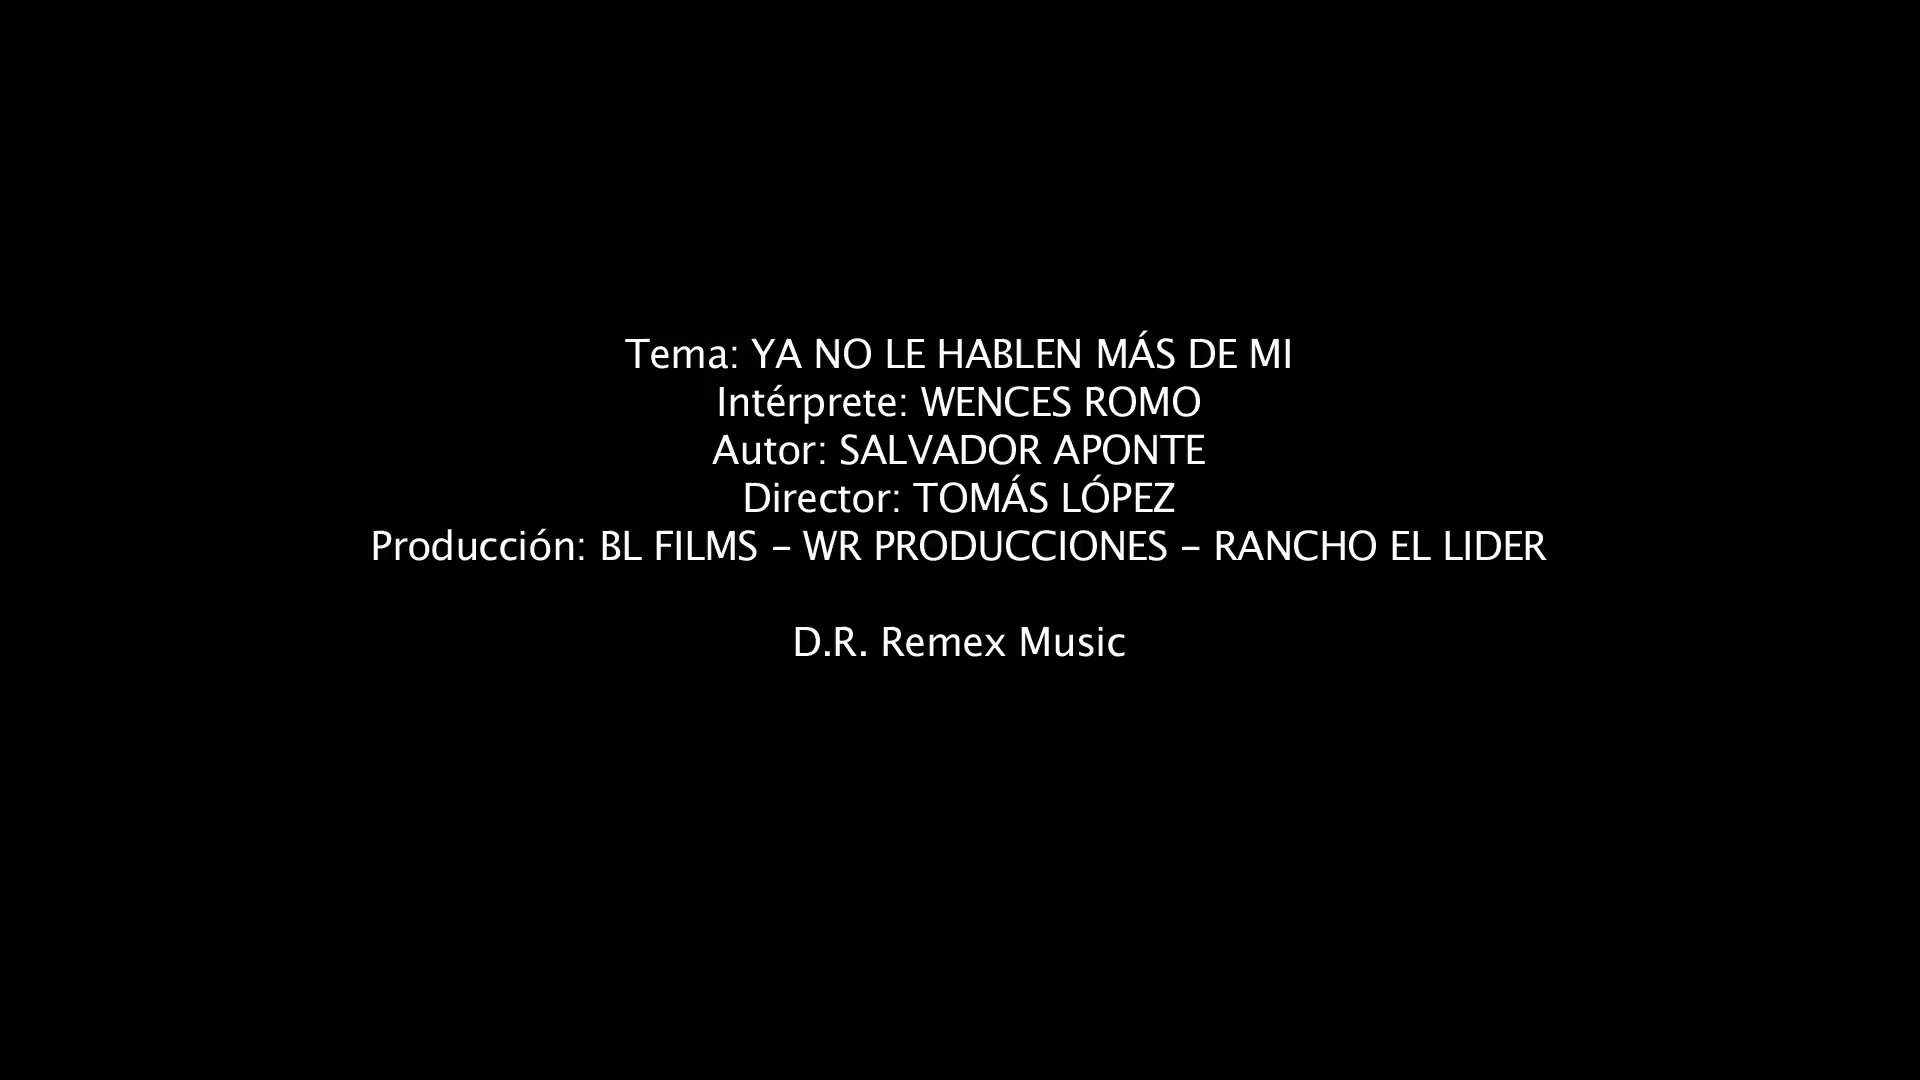 Tema: YA NO LE HABLEN MÁS DE MI
Intérprete: WENCES ROMO
Autor: SALVADOR APONTE
Director: TOMÁS LÓPEZ
Producción: BL FILMS – WR PRODUCCIONES – RANCHO EL LIDER
D.R. Remex Music